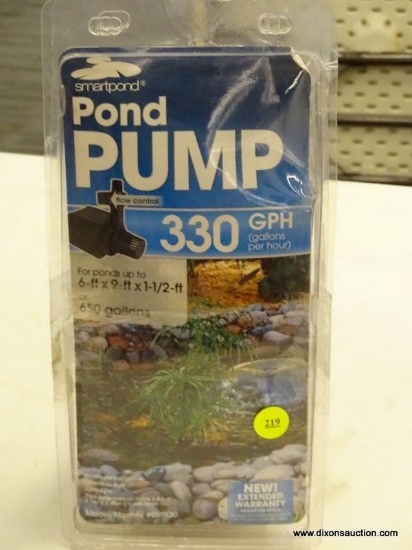 smartpond®
Pond
PUMP
flow control
330 GPH
(gallons
per hour)
For ponds up to
6-ft x 9-ft x 1-1/2-ft
or
650 gallons
219
NEW!
EXTENDED
WARRANTY
www.dixonsauction.com